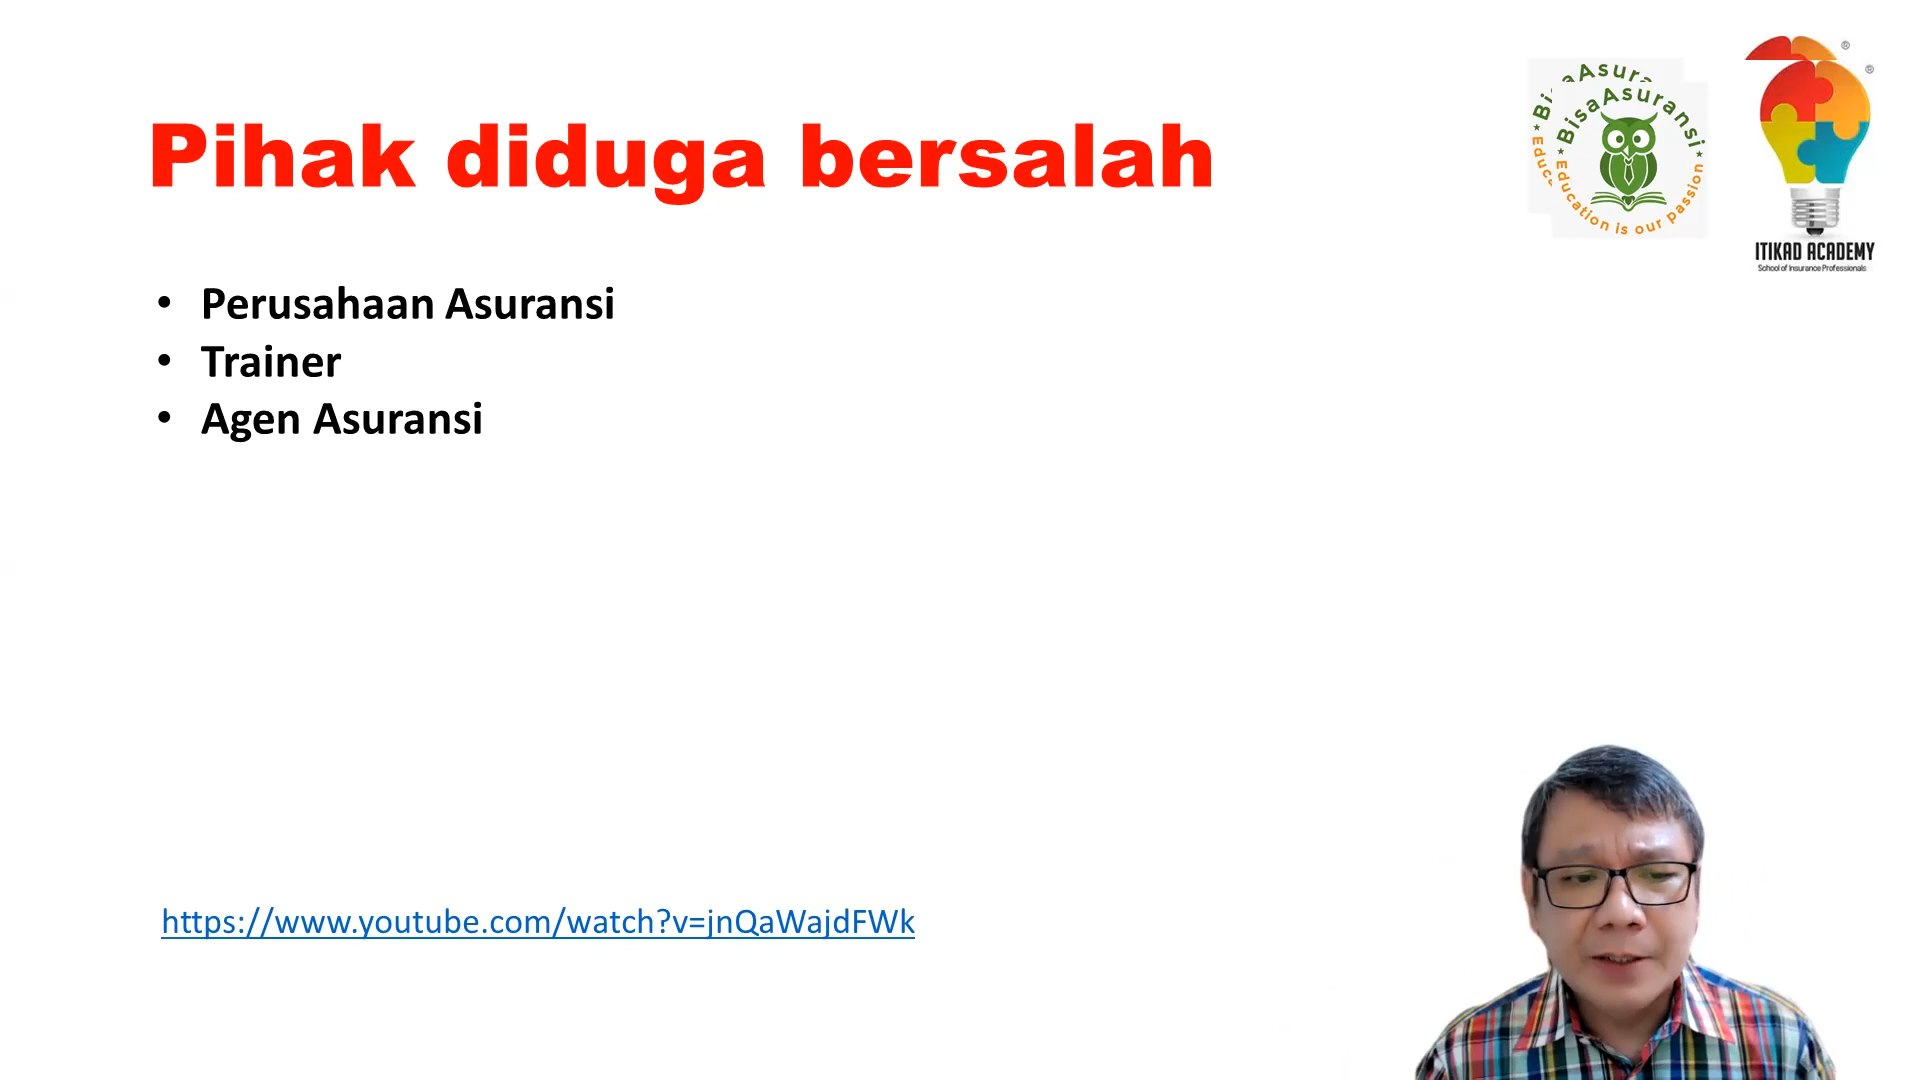 Pihak diduga bersalah
BisaAsuransi
Education is our passion
®
®
ITIKAD ACADEMY
School of Insurance Professionals
• Perusahaan Asuransi
• Trainer
• Agen Asuransi
https://www.youtube.com/watch?v=jnQaWajdFWk